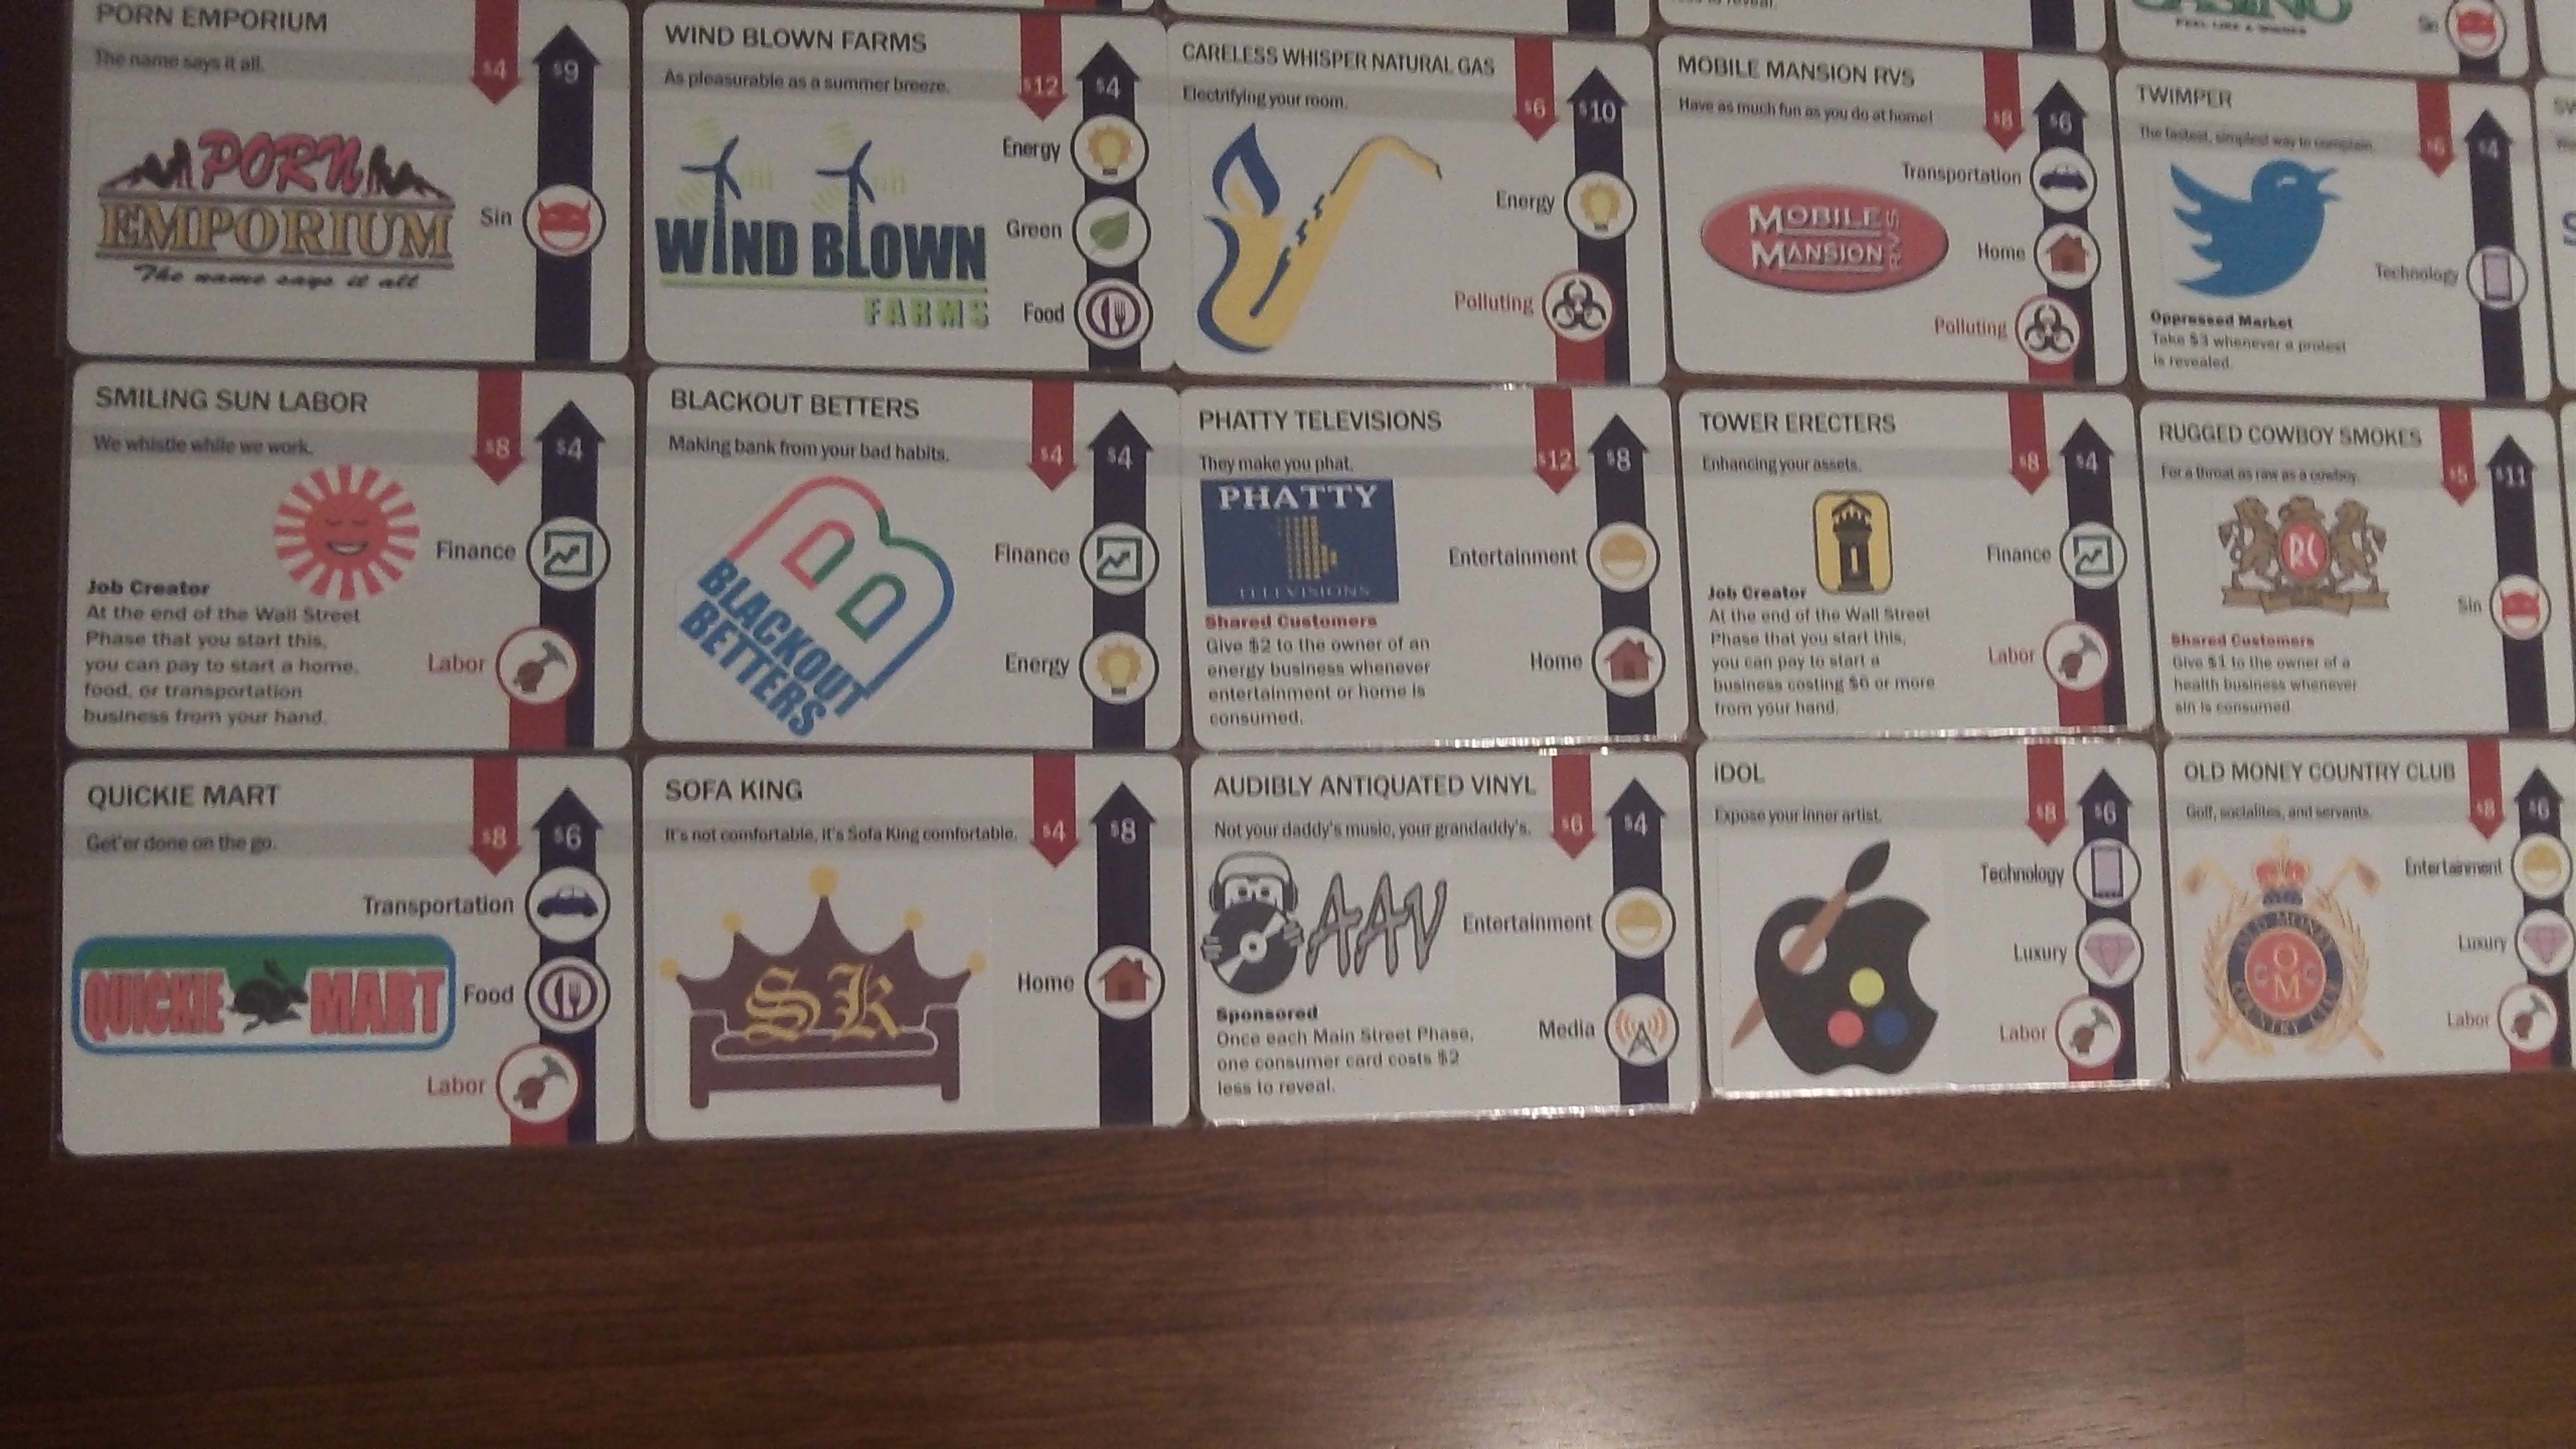 less to reveal.
CASINO
FEEL LIKE A WINNER
Sin
PORN EMPORIUM
The name says it all.
$4
$9
PORN
EMPORIUM
The name says it all
Sin
WIND BLOWN FARMS
As pleasurable as a summer breeze.
$12
$4
WIND BLOWN
FARMS
Energy
Green
Food
CARELESS WHISPER NATURAL GAS
Electrifying your room.
$6
$10
Energy
Polluting
MOBILE MANSION RVS
Have as much fun as you do at home!
$8
$6
MOBILE
MANSION
RVS
Transportation
Home
Polluting
TWIMPER
The fastest, simplest way to complain.
$6
$4
Technology
Oppressed Market
Take $3 whenever a protest
is revealed.
SMILING SUN LABOR
We whistle while we work.
$8
$4
Finance
Labor
Job Creator
At the end of the Wall Street
Phase that you start this,
you can pay to start a home,
food, or transportation
business from your hand.
BLACKOUT BETTERS
Making bank from your bad habits.
$4
$4
BLACKOUT
BETTERS
Finance
Energy
PHATTY TELEVISIONS
They make you phat.
$12
$8
PHATTY
TELEVISIONS
Entertainment
Home
Shared Customers
Give $2 to the owner of an
energy business whenever
entertainment or home is
consumed.
TOWER ERECTERS
Enhancing your assets.
$8
$4
Finance
Labor
Job Creator
At the end of the Wall Street
Phase that you start this,
you can pay to start a
business costing $6 or more
from your hand.
RUGGED COWBOY SMOKES
For a throat as raw as a cowboy.
$5
$11
RC
Sin
Shared Customers
Give $1 to the owner of a
health business whenever
sin is consumed.
QUICKIE MART
Get'er done on the go.
$8
$6
QUICKIE MART
Transportation
Food
Labor
SOFA KING
It's not comfortable, it's Sofa King comfortable.
$4
$8
SK
Home
AUDIBLY ANTIQUATED VINYL
Not your daddy's music, your grandaddy's.
$6
$4
AAV
Entertainment
Media
Sponsored
Once each Main Street Phase,
one consumer card costs $2
less to reveal.
IDOL
Expose your inner artist.
$8
$6
Technology
Luxury
Labor
OLD MONEY COUNTRY CLUB
Golf, socialites, and servants.
$8
$6
OLD MONEY
OMCC
COUNTRY CLUB
Entertainment
Luxury
Labor